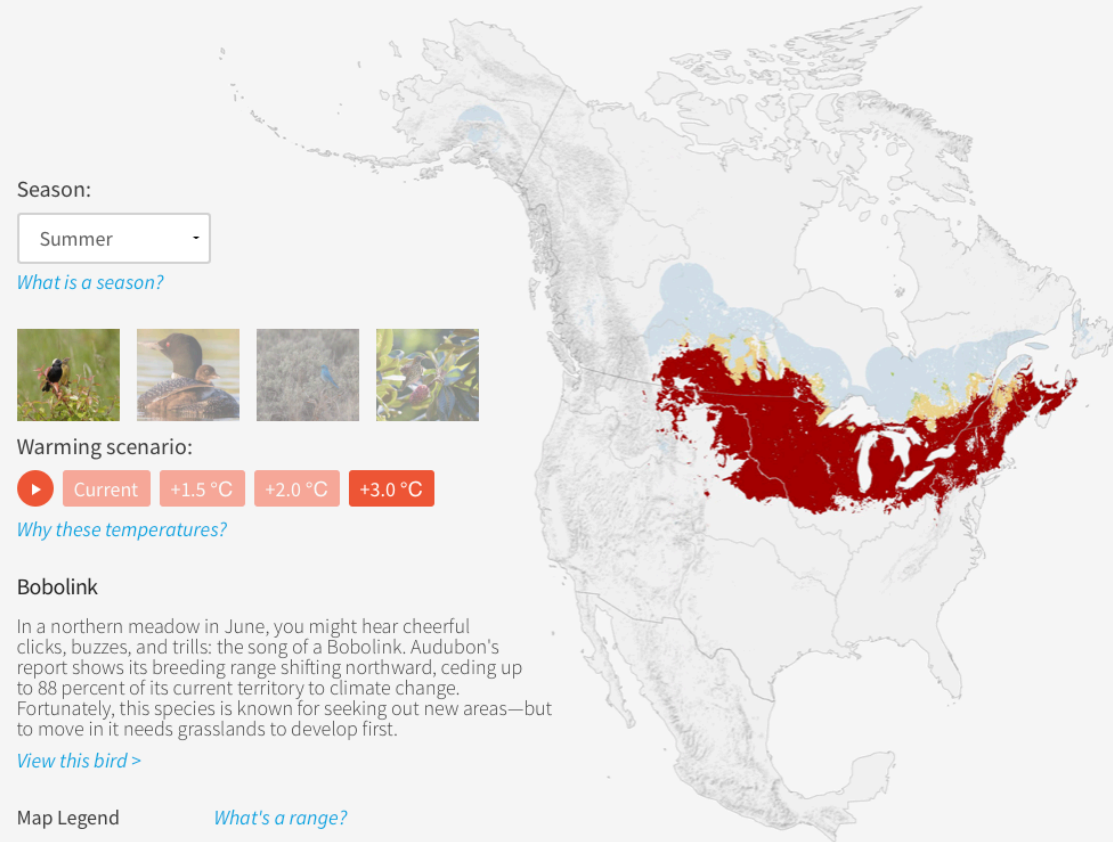 Season:
Summer
What is a season?
Warming scenario:
Current
+1.5 °C
+2.0 °C
+3.0 °C
Why these temperatures?
Bobolink
In a northern meadow in June, you might hear cheerful
clicks, buzzes, and trills: the song of a Bobolink. Audubon's
report shows its breeding range shifting northward, ceding up
to 88 percent of its current territory to climate change.
Fortunately, this species is known for seeking out new areas—but
to move in it needs grasslands to develop first.
View this bird >
Map Legend
What's a range?